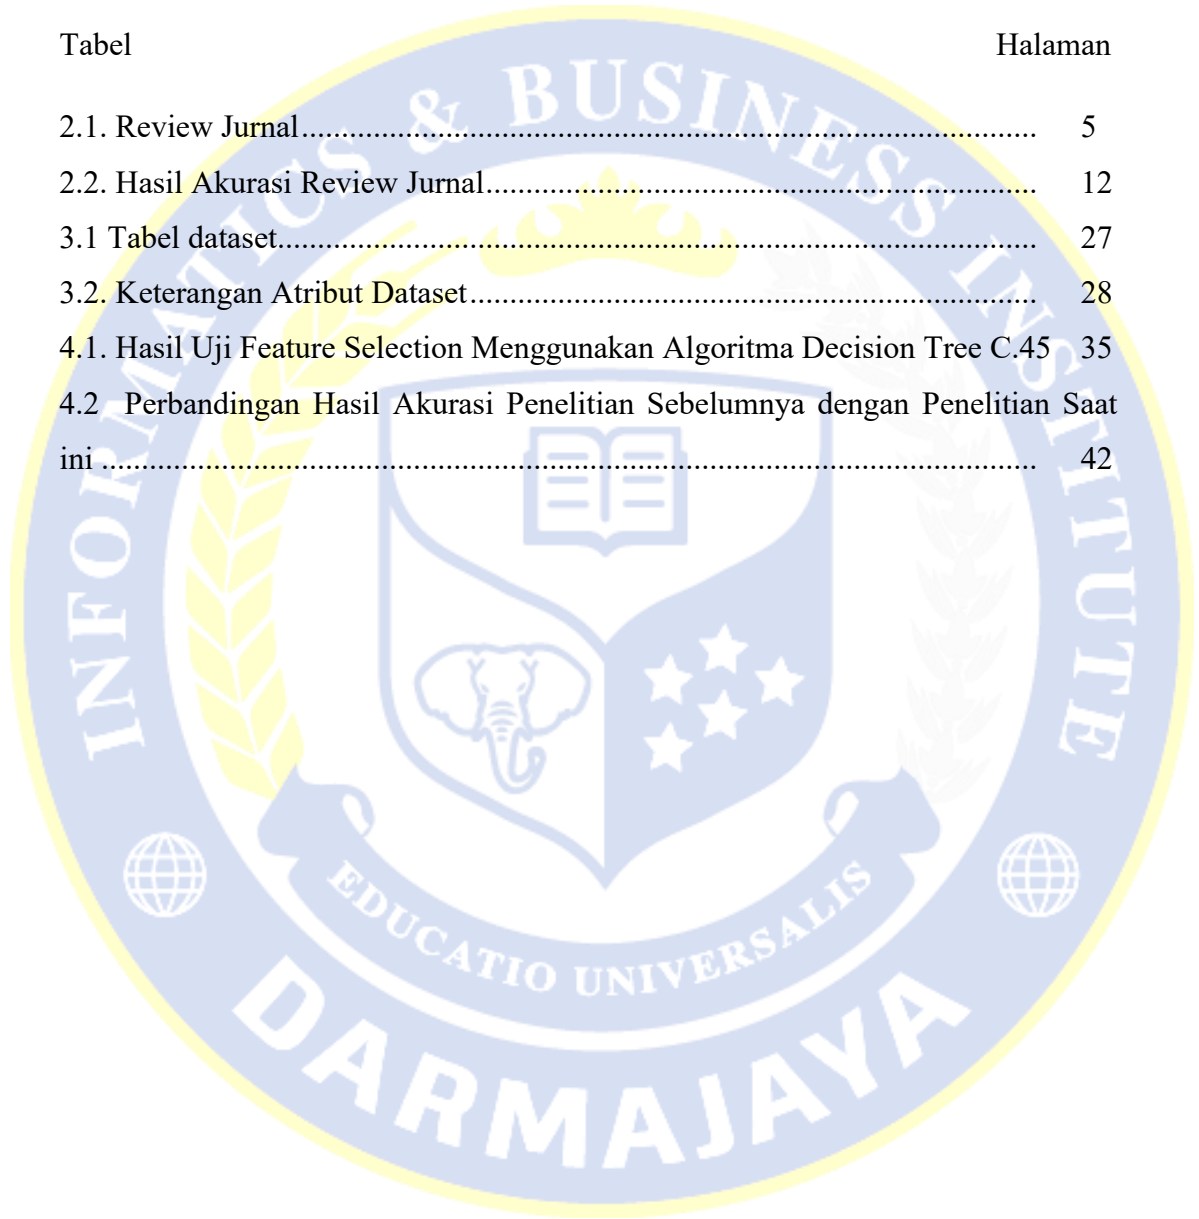 Tabel Halaman
2.1. Review Jurnal.......................................................................................... 5
2.2. Hasil Akurasi Review Jurnal.................................................................... 12
3.1 Tabel dataset............................................................................................. 27
3.2. Keterangan Atribut Dataset...................................................................... 28
4.1. Hasil Uji Feature Selection Menggunakan Algoritma Decision Tree C.45 35
4.2 Perbandingan Hasil Akurasi Penelitian Sebelumnya dengan Penelitian Saat
ini .................................................................................................................. 42
INFORMATICS & BUSINESS INSTITUTE
EDUCATIO UNIVERSALIS
DARMAJAYA